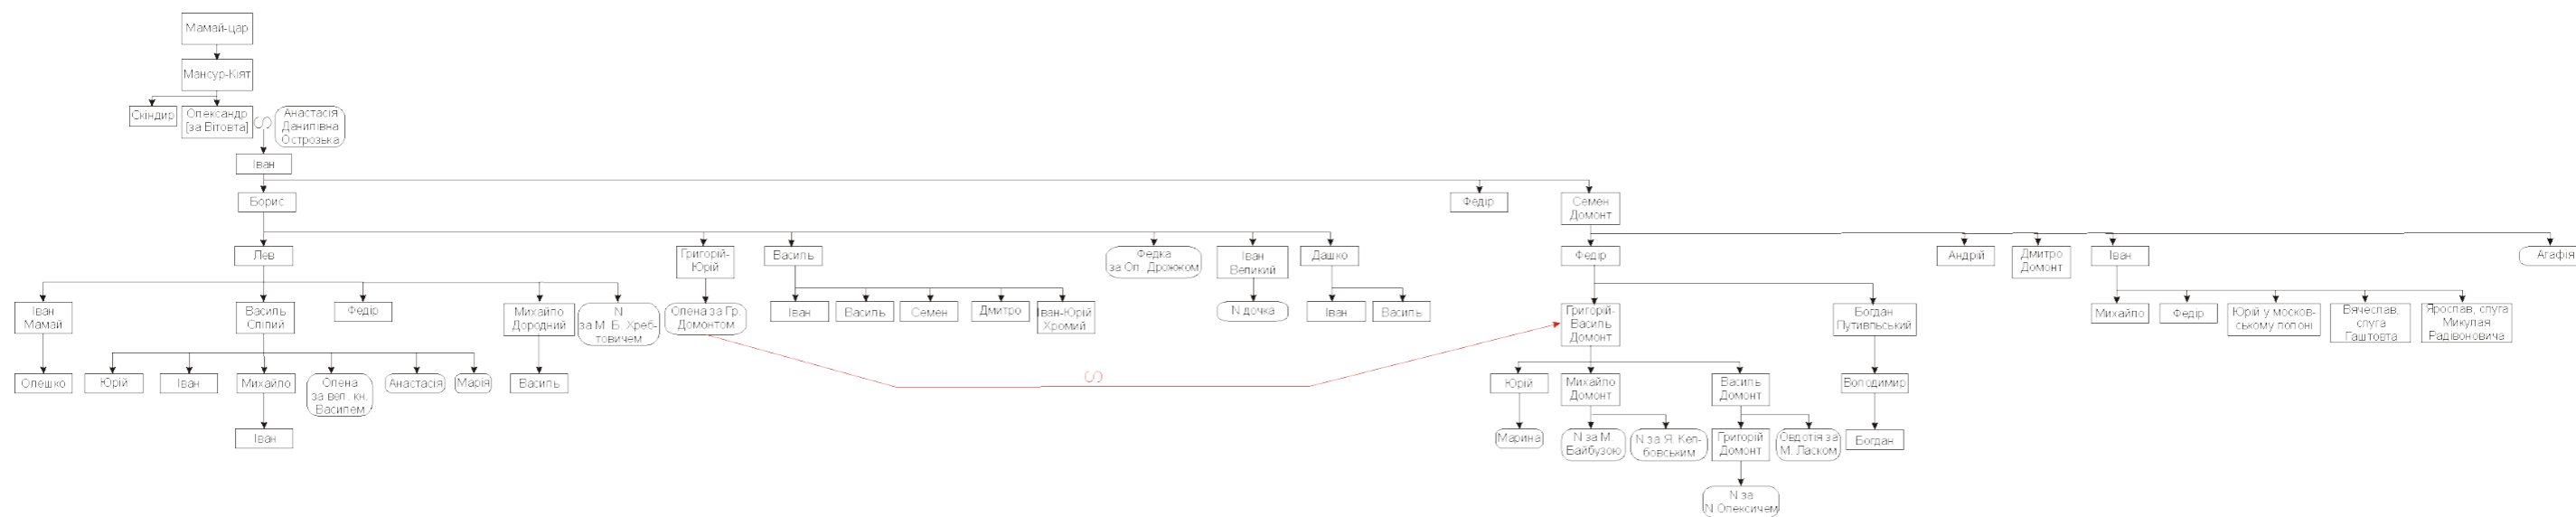 Мамай-цар
Мансур-Кіят
Скіндир
Олександр
[за Вітовта]
Анастасія
Данилівна
Острозька
Іван
Борис
Федір
Семен
Домонт
Лев
Григорій-
Юрій
Василь
Федка
за Ол. Дрожком
Іван
Великий
Дашко
Федір
Андрій
Дмитро
Домонт
Іван
Агафія
Іван
Мамай
Василь
Сліпий
Федір
Михайло
Дородний
N
за М. Б. Хреб-
товичем
Олена за Гр.
Домонтом
Іван
Василь
Семен
Дмитро
Іван-Юрій
Хромий
N дочка
Іван
Василь
Григорій-
Василь
Домонт
Богдан
Путивльський
Михайло
Федір
Юрій у москов-
ському полоні
Вячеслав,
слуга
Гаштовта
Ярослав, слуга
Миколая
Радівоновича
Олешко
Юрій
Іван
Михайло
Олена
за вел. кн.
Василем
Анастасія
Марія
Василь
Юрій
Михайло
Домонт
Василь
Домонт
Володимир
Іван
Марина
N за М.
Байбузою
N за Я. Кел-
бовським
Григорій
Домонт
Овдотія за
М. Ласком
Богдан
N за
N Олексичем